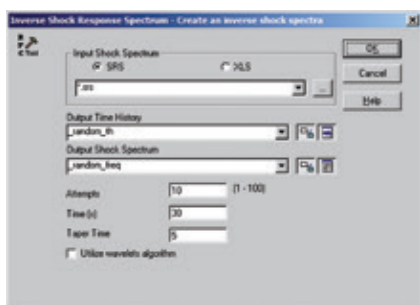 Inverse Shock Response Spectrum - Create an inverse shock spectra
Input Shock Spectrum
SRS XLS
*.srs
...
OK
Cancel
Help
Output Time History
_random_th
Output Shock Spectrum
_random_freq
Attempts 10 (1 - 100)
Time (s) 30
Taper Time 5
Utilize wavelets algorithm